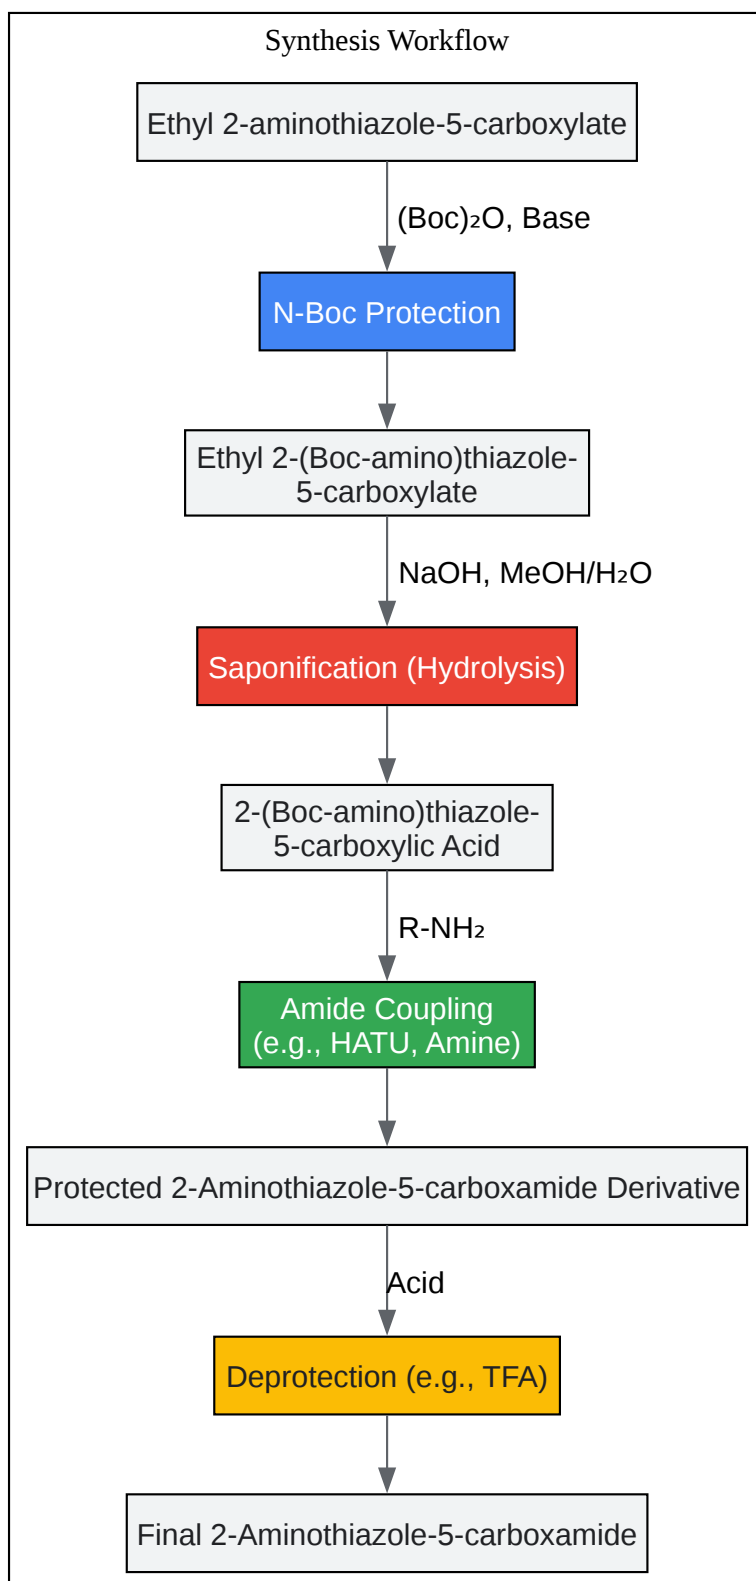 Synthesis Workflow
Ethyl 2-aminothiazole-5-carboxylate
(Boc)₂O, Base
N-Boc Protection
Ethyl 2-(Boc-amino)thiazole-
5-carboxylate
NaOH, MeOH/H₂O
Saponification (Hydrolysis)
2-(Boc-amino)thiazole-
5-carboxylic Acid
R-NH₂
Amide Coupling
(e.g., HATU, Amine)
Protected 2-Aminothiazole-5-carboxamide Derivative
Acid
Deprotection (e.g., TFA)
Final 2-Aminothiazole-5-carboxamide